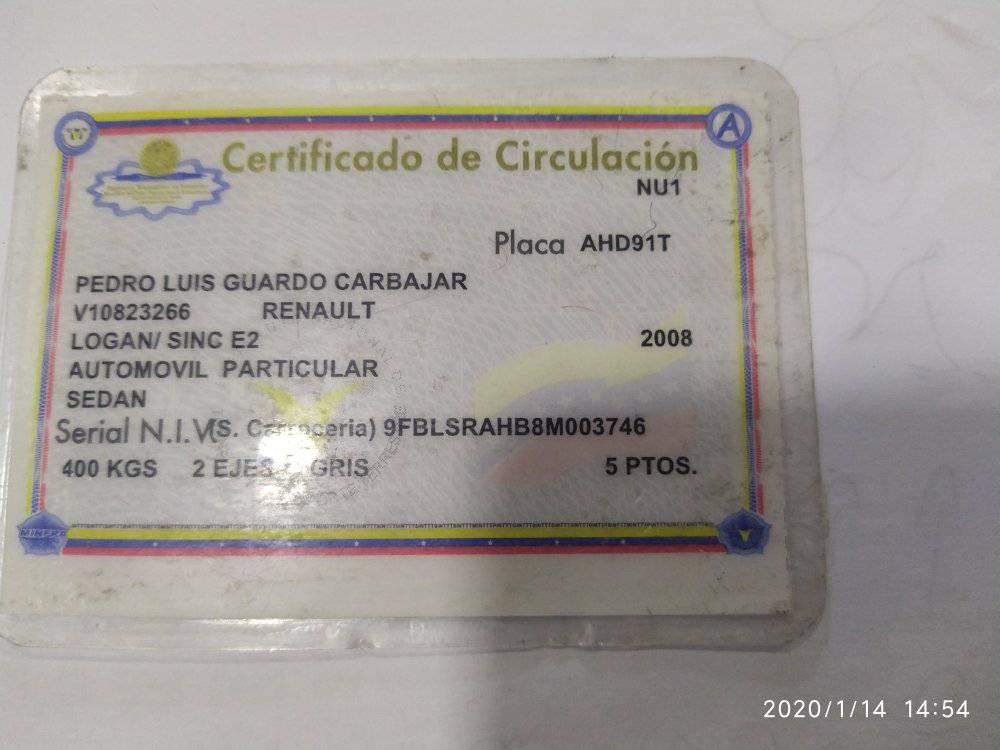 Certificado de Circulación
NU1
Placa AHD91T
PEDRO LUIS GUARDO CARBAJAR
V10823266 RENAULT
LOGAN/ SINC E2 2008
AUTOMOVIL PARTICULAR
SEDAN
Serial N.I.V(S. Carroceria) 9FBLSRAHB8M003746
400 KGS 2 EJES GRIS 5 PTOS.
2020/1/14 14:54